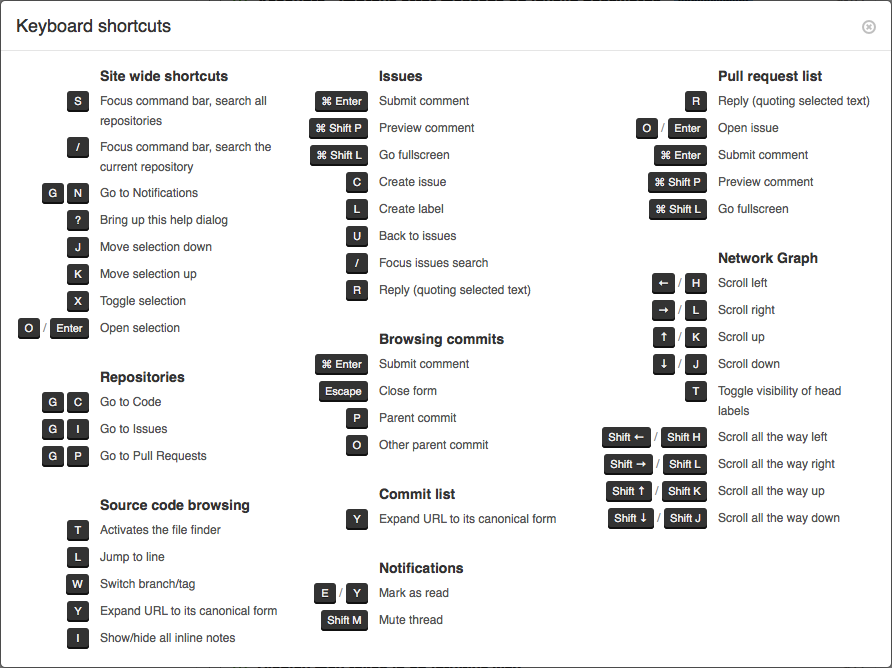 Keyboard shortcuts
Site wide shortcuts
S Focus command bar, search all
repositories
/ Focus command bar, search the
current repository
G N Go to Notifications
? Bring up this help dialog
J Move selection down
K Move selection up
X Toggle selection
O / Enter Open selection
Repositories
G C Go to Code
G I Go to Issues
G P Go to Pull Requests
Source code browsing
T Activates the file finder
L Jump to line
W Switch branch/tag
Y Expand URL to its canonical form
I Show/hide all inline notes
Issues
⌘ Enter Submit comment
⌘ Shift P Preview comment
⌘ Shift L Go fullscreen
C Create issue
L Create label
U Back to issues
/ Focus issues search
R Reply (quoting selected text)
Browsing commits
⌘ Enter Submit comment
Escape Close form
P Parent commit
O Other parent commit
Commit list
Y Expand URL to its canonical form
Notifications
E / Y Mark as read
Shift M Mute thread
Pull request list
R Reply (quoting selected text)
O / Enter Open issue
⌘ Enter Submit comment
⌘ Shift P Preview comment
⌘ Shift L Go fullscreen
Network Graph
← / H Scroll left
→ / L Scroll right
↑ / K Scroll up
↓ / J Scroll down
T Toggle visibility of head
labels
Shift ← / Shift H Scroll all the way left
Shift → / Shift L Scroll all the way right
Shift ↑ / Shift K Scroll all the way up
Shift ↓ / Shift J Scroll all the way down